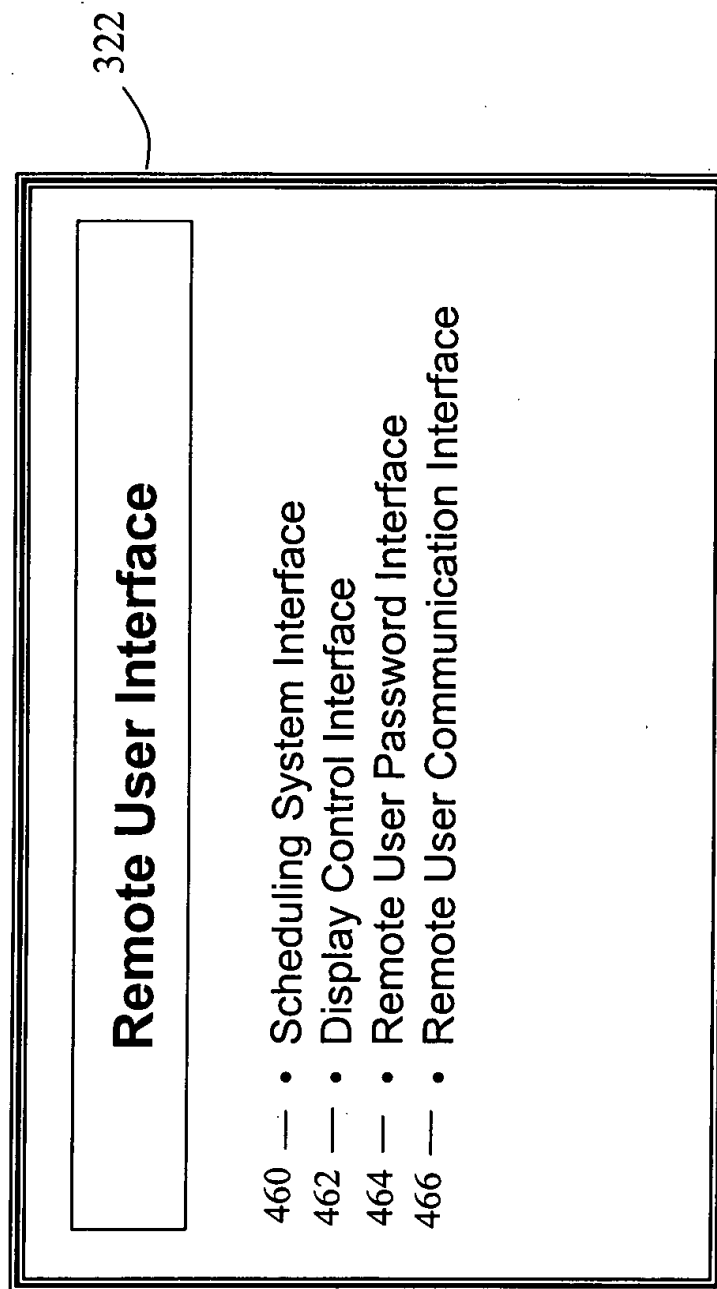 322
Remote User Interface
460 — • Scheduling System Interface
462 — • Display Control Interface
464 — • Remote User Password Interface
466 — • Remote User Communication Interface